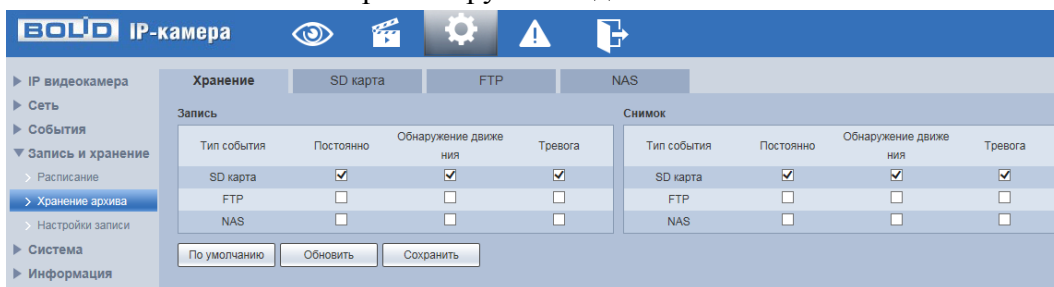 BOLID IP-камера
IP видеокамера
Сеть
События
Запись и хранение
Расписание
Хранение архива
Настройки записи
Система
Информация
Хранение SD карта FTP NAS
Запись
Тип события Постоянно Обнаружение движе
ния Тревога
SD карта
FTP
NAS
Снимок
Тип события Постоянно Обнаружение движе
ния Тревога
SD карта
FTP
NAS
По умолчанию Обновить Сохранить